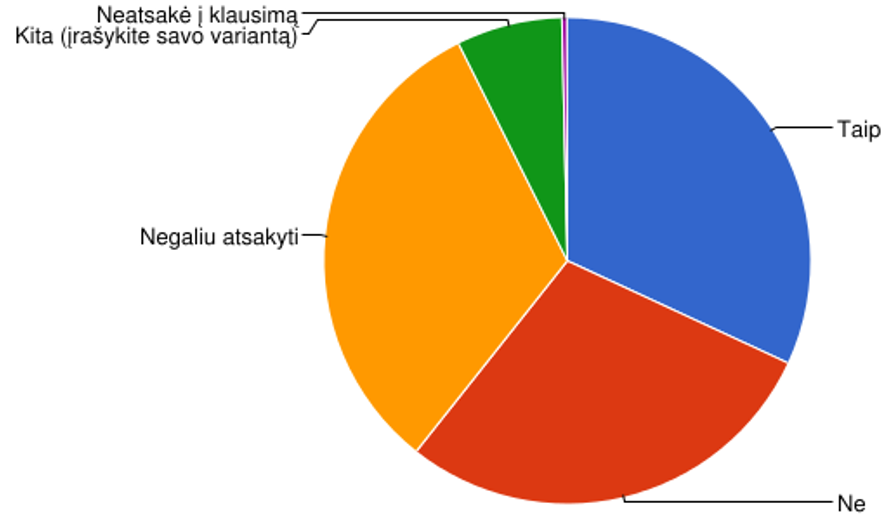 Neatsakė į klausimą
Kita (įrašykite savo variantą)
Taip
Negaliu atsakyti
Ne